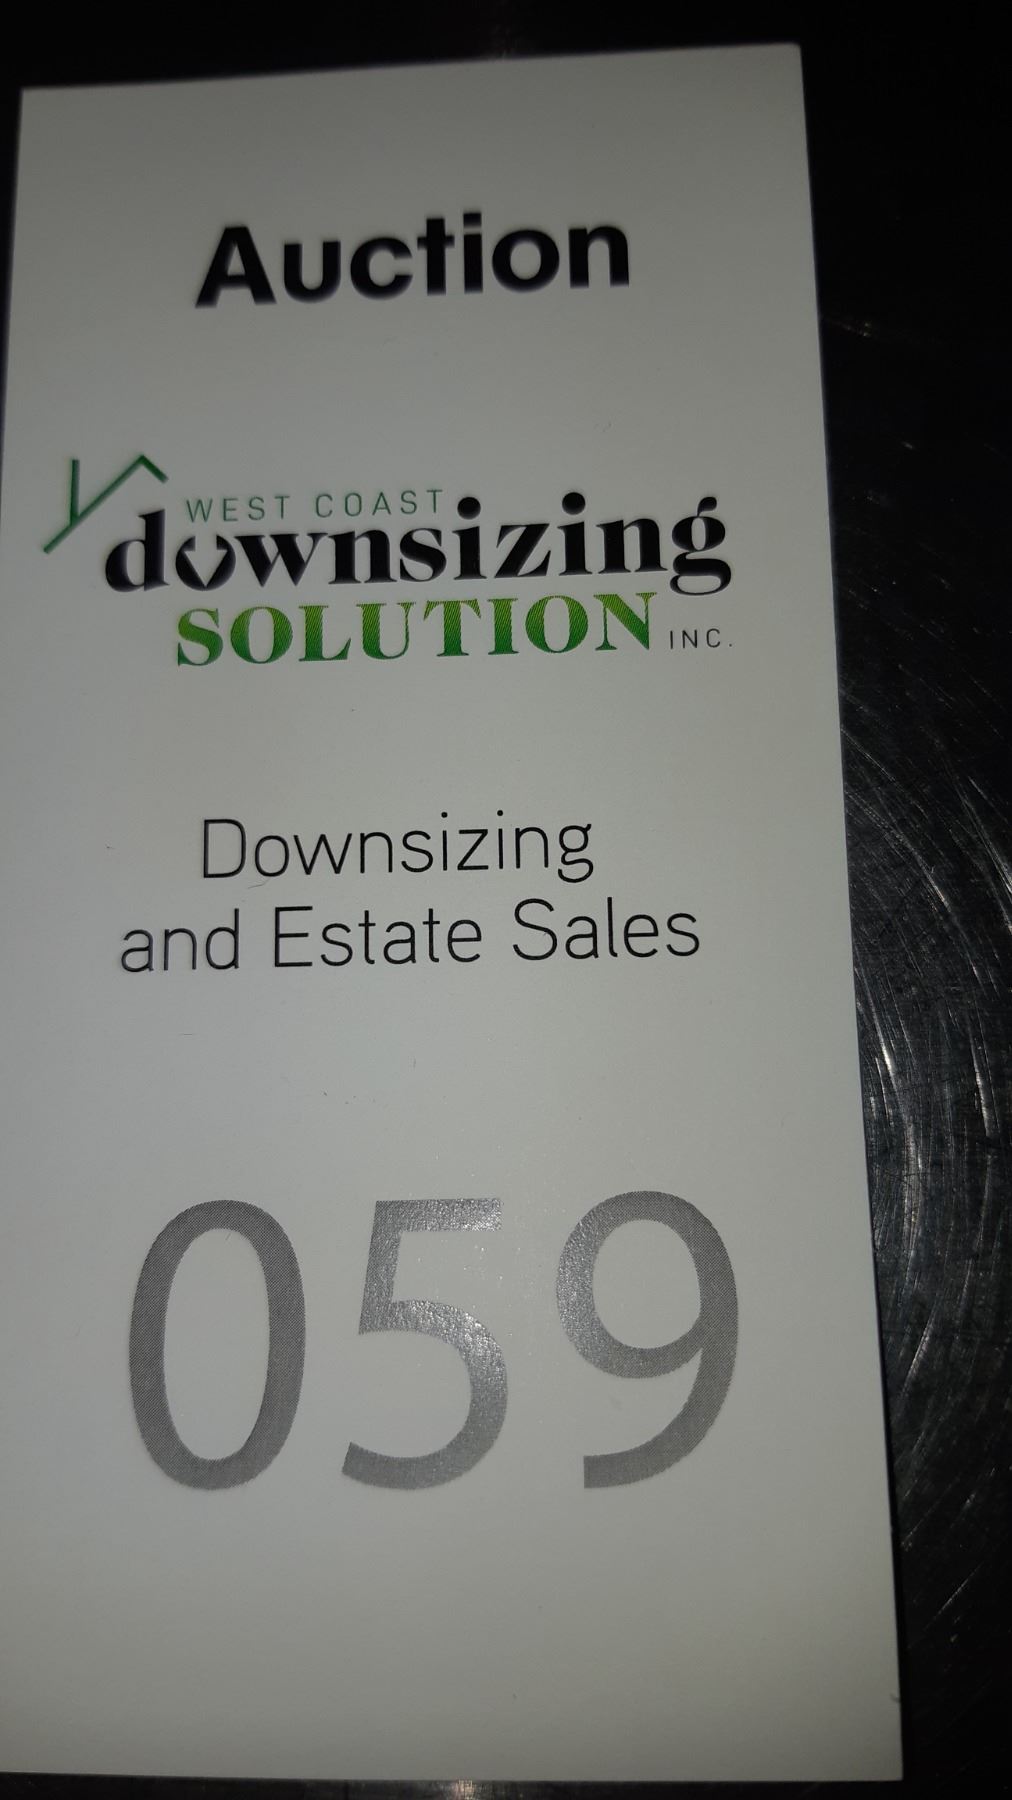 Auction
WEST COAST
downsizing
SOLUTION INC.
Downsizing
and Estate Sales
059